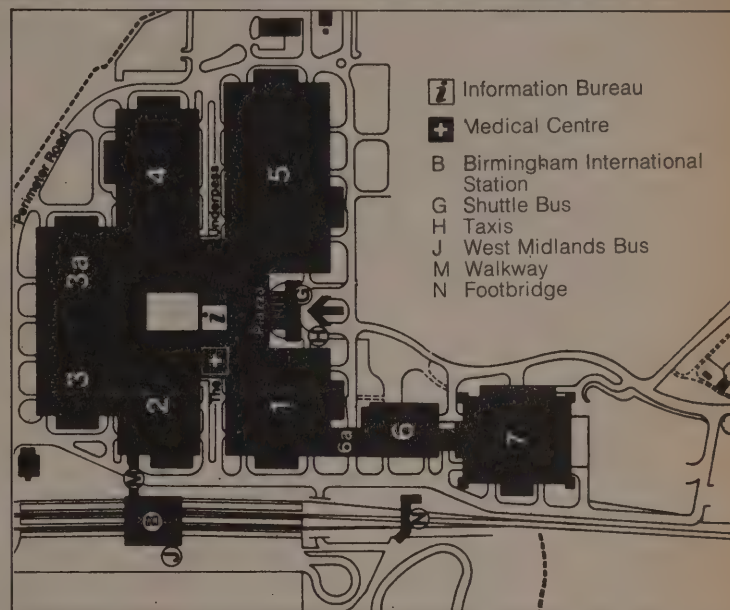 i Information Bureau
+ Medical Centre
B Birmingham International
Station
G Shuttle Bus
H Taxis
J West Midlands Bus
M Walkway
N Footbridge
Perimeter Road
4
Underpass
5
3a
3
2
i
+
The
Piazza
G
H
1
6a
6
7
M
B
J
N